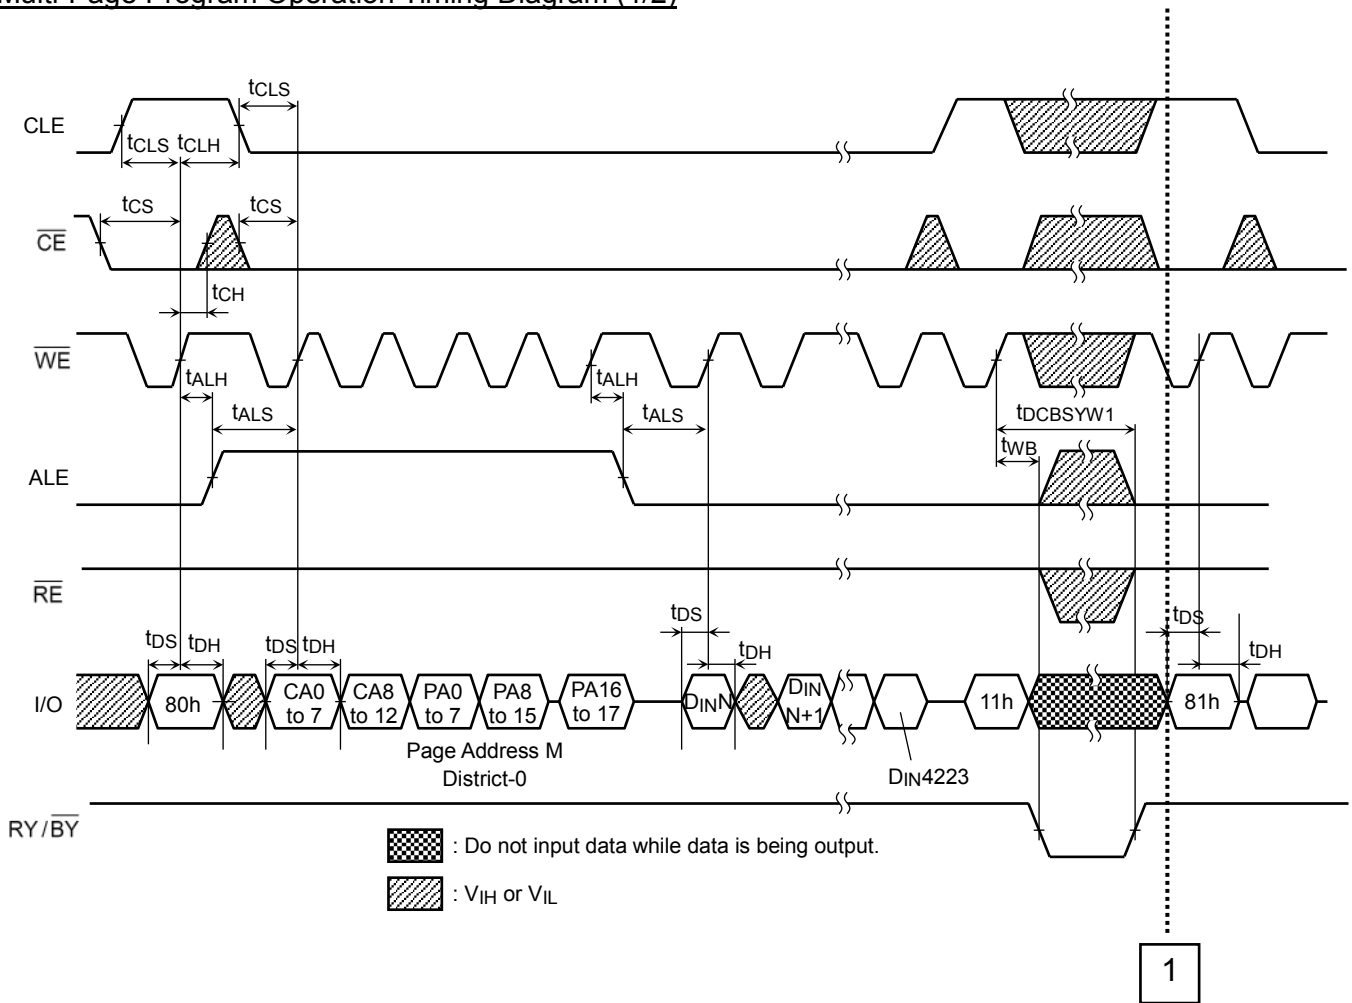 Multi-Page Program Operation Timing Diagram (1/2)
tCLS
CLE
tCLS tCLH
tCS tCS
CE
tCH
WE
tALH tALH
tALS tALS tDCBSYW1
tWB
ALE
RE
tDS tDH tDS tDH tDS tDH tDS tDH
I/O
80h
CA0 to 7
CA8 to 12
PA0 to 7
PA8 to 15
PA16 to 17
DINN
DIN N+1
11h
81h
Page Address M
District-0
DIN4223
RY/BY
: Do not input data while data is being output.
: VIH or VIL
1